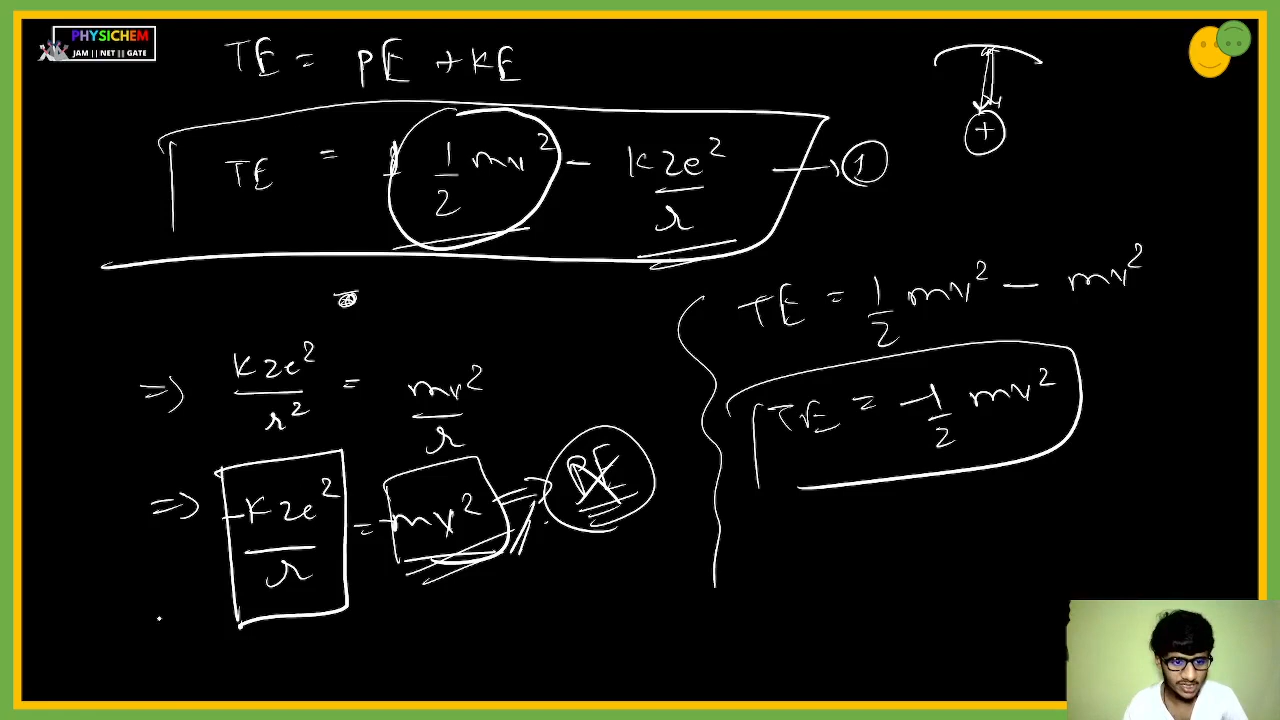 PHYSICHEM
JAM || NET || GATE
TE = PE + KE
TE = 1/2 mv² - kze²/r → ①
+
TE = 1/2 mv² - mv²
⇒ kze²/r² = mv²/r
TE = -1/2 mv²
⇒ -kze²/r = -mv² ⇒ PE